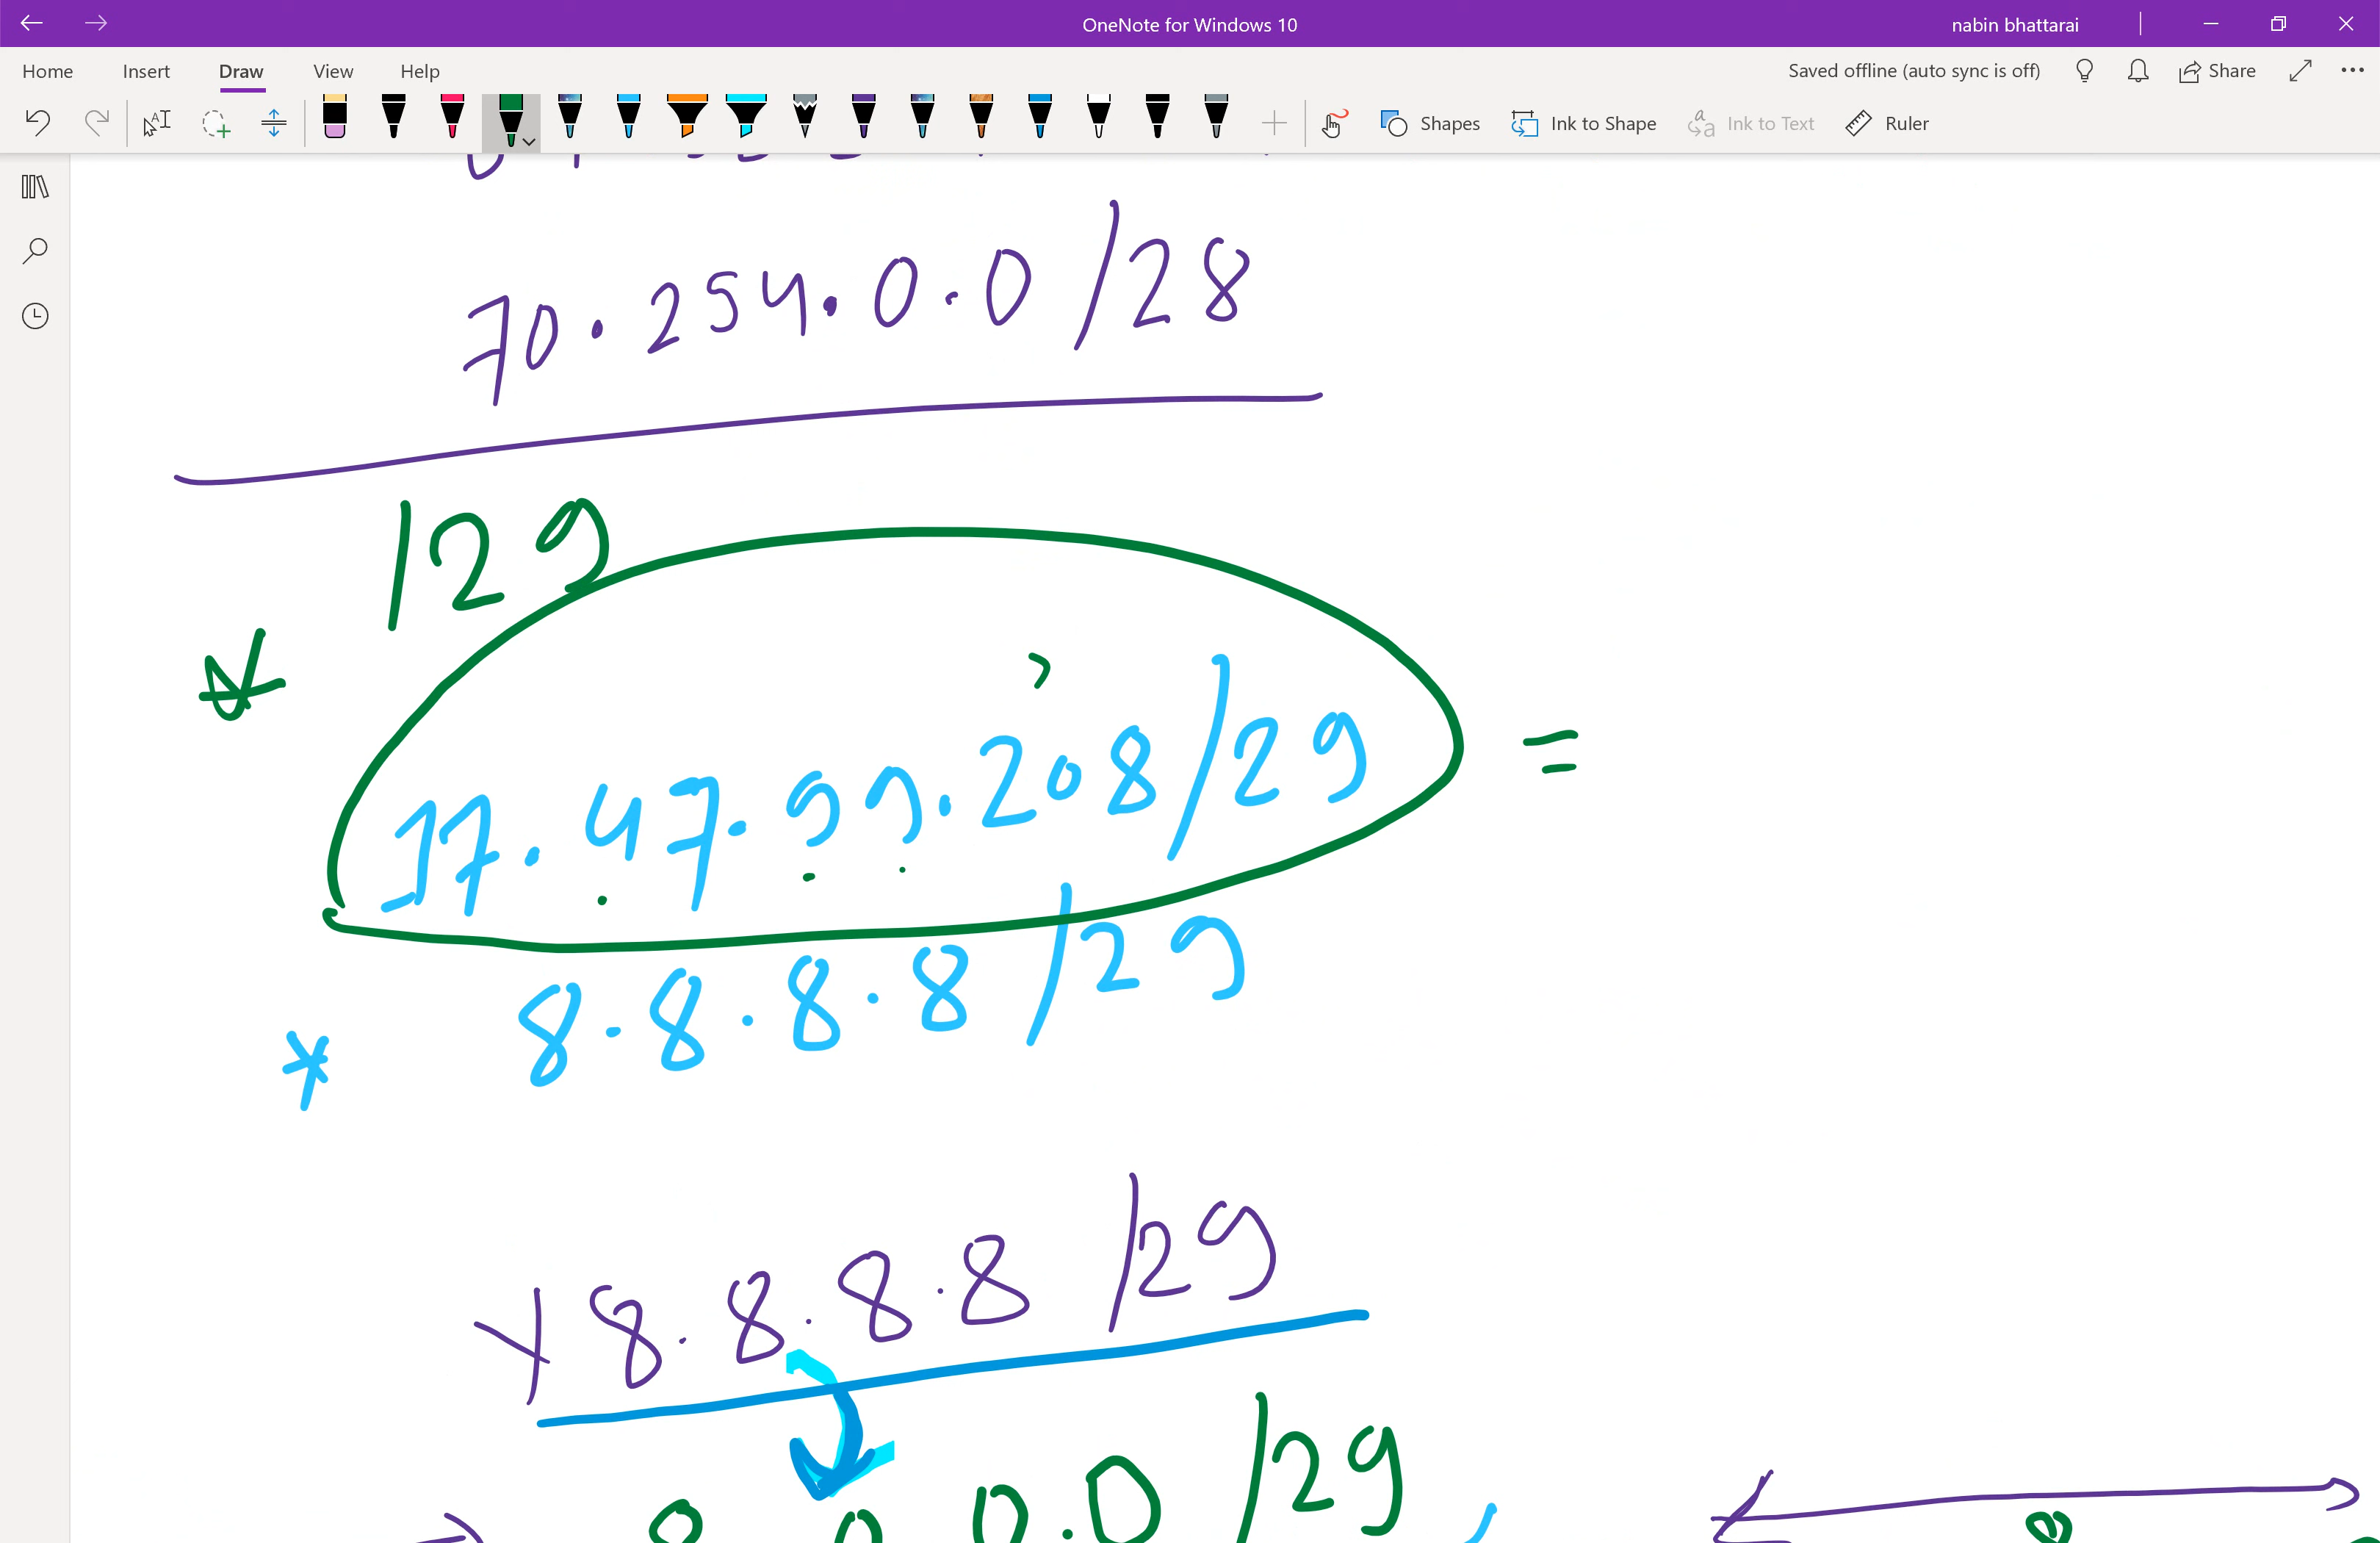 OneNote for Windows 10
nabin bhattarai
Home Insert Draw View Help
Saved offline (auto sync is off) Share
Shapes Ink to Shape Ink to Text Ruler
70.254.0.0/28
/29
17.47.99.208/29 =
* 8.8.8.8/29
8.8.8.8 /29
0.0 /29
8